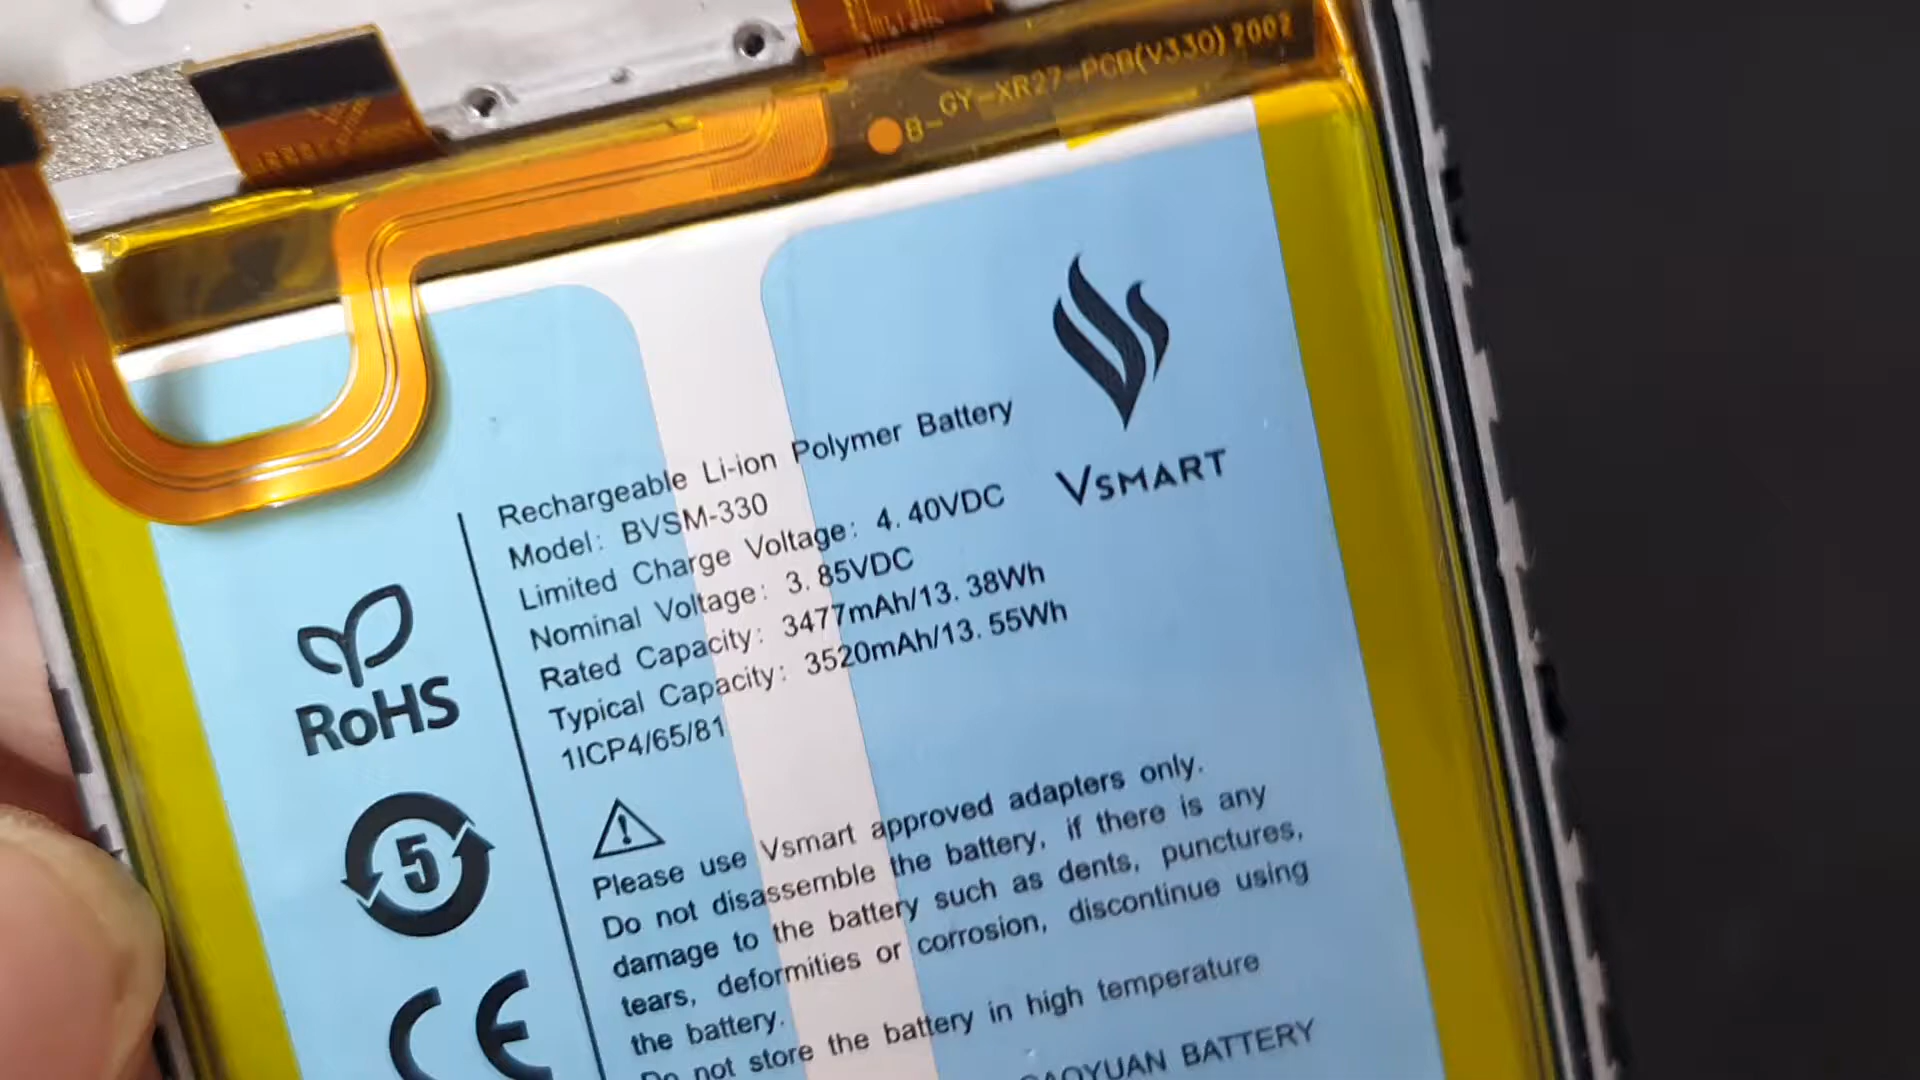 B_GY-XR27-PCB(V330) 2002
VSMART
Rechargeable Li-ion Polymer Battery
Model: BVSM-330
Limited Charge Voltage: 4.40VDC
Nominal Voltage: 3.85VDC
Rated Capacity: 3477mAh/13.38Wh
Typical Capacity: 3520mAh/13.55Wh
1ICP4/65/81
RoHS
5
CE
Please use Vsmart approved adapters only.
Do not disassemble the battery, if there is any
damage to the battery such as dents, punctures,
tears, deformities or corrosion, discontinue using
the battery.
Do not store the battery in high temperature
BATTERY